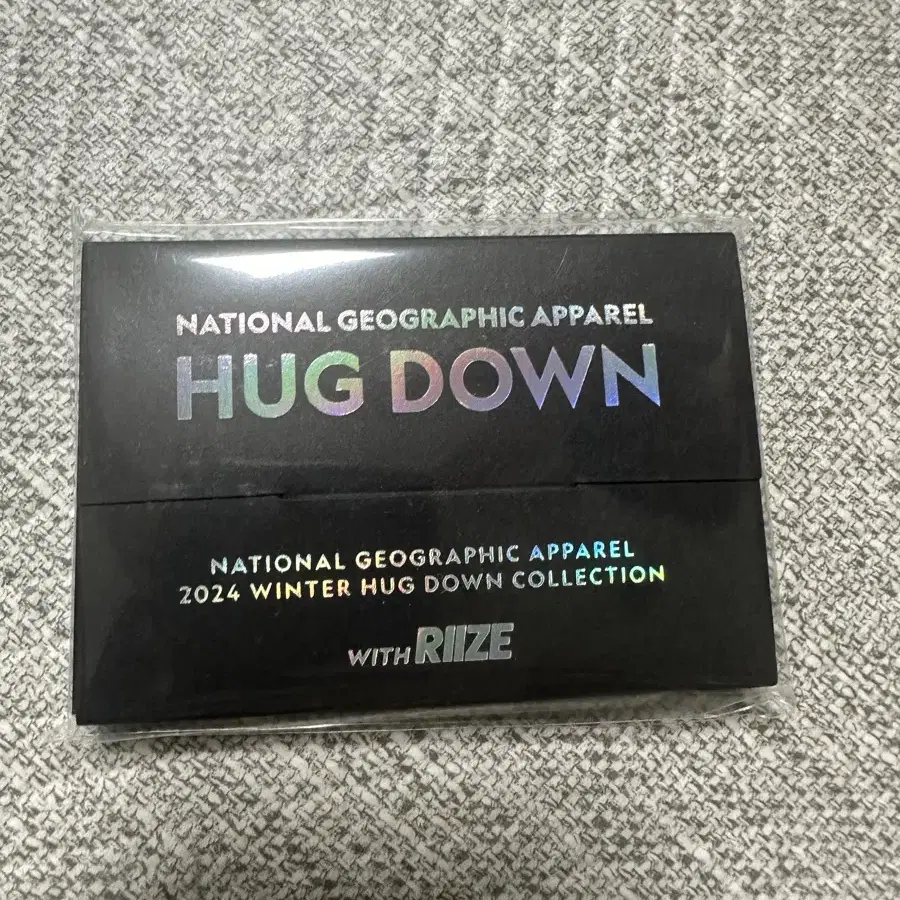 NATIONAL GEOGRAPHIC APPAREL
HUG DOWN
NATIONAL GEOGRAPHIC APPAREL
2024 WINTER HUG DOWN COLLECTION
WITH RIIZE